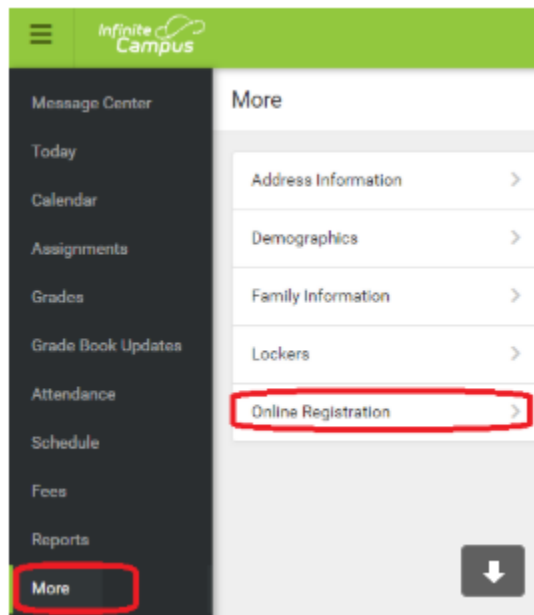 Infinite
Campus
Message Center
Today
Calendar
Assignments
Grades
Grade Book Updates
Attendance
Schedule
Fees
Reports
More
More
Address Information
Demographics
Family Information
Lockers
Online Registration